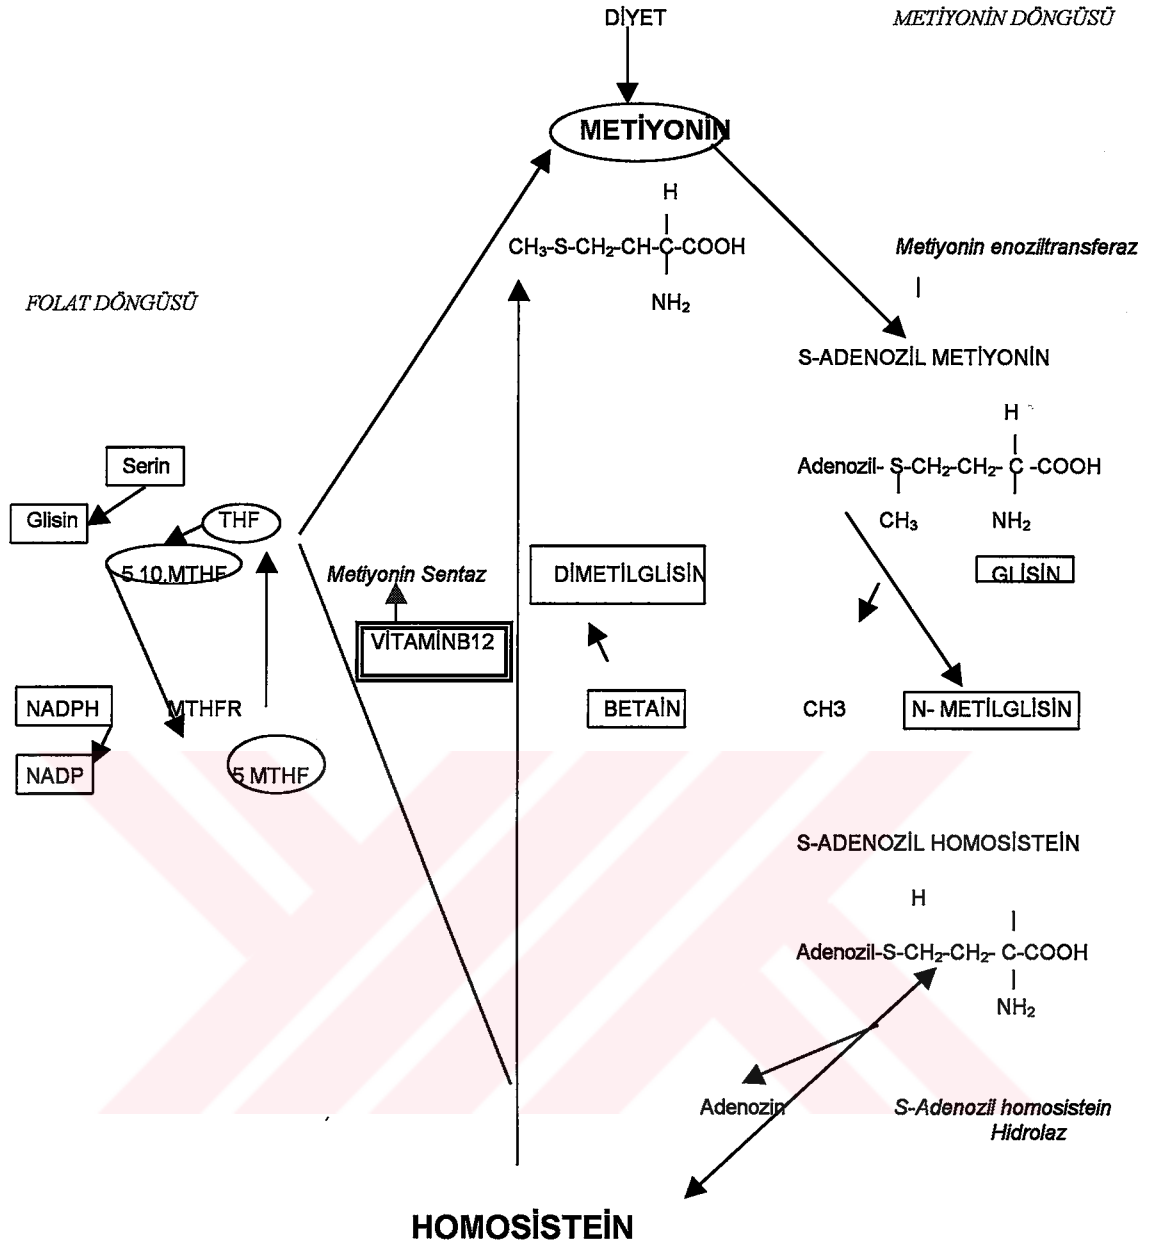 DİYET
METİYONİN DÖNGÜSÜ
METİYONİN
H
CH₃-S-CH₂-CH-C-COOH
NH₂
Metiyonin enoziltransferaz
FOLAT DÖNGÜSÜ
S-ADENOZİL METİYONİN
H
Adenozil- S-CH₂-CH₂- C -COOH
CH₃
NH₂
Serin
Glisin
THF
5,10.MTHF
Metiyonin Sentaz
DİMETİLGLİSİN
GLİSİN
VİTAMİNB12
NADPH
MTHFR
BETAİN
CH3
N- METİLGLİSİN
NADP
5 MTHF
S-ADENOZİL HOMOSİSTEİN
H
Adenozil-S-CH₂-CH₂- C-COOH
NH₂
Adenozin
S-Adenozil homosistein
Hidrolaz
HOMOSİSTEİN